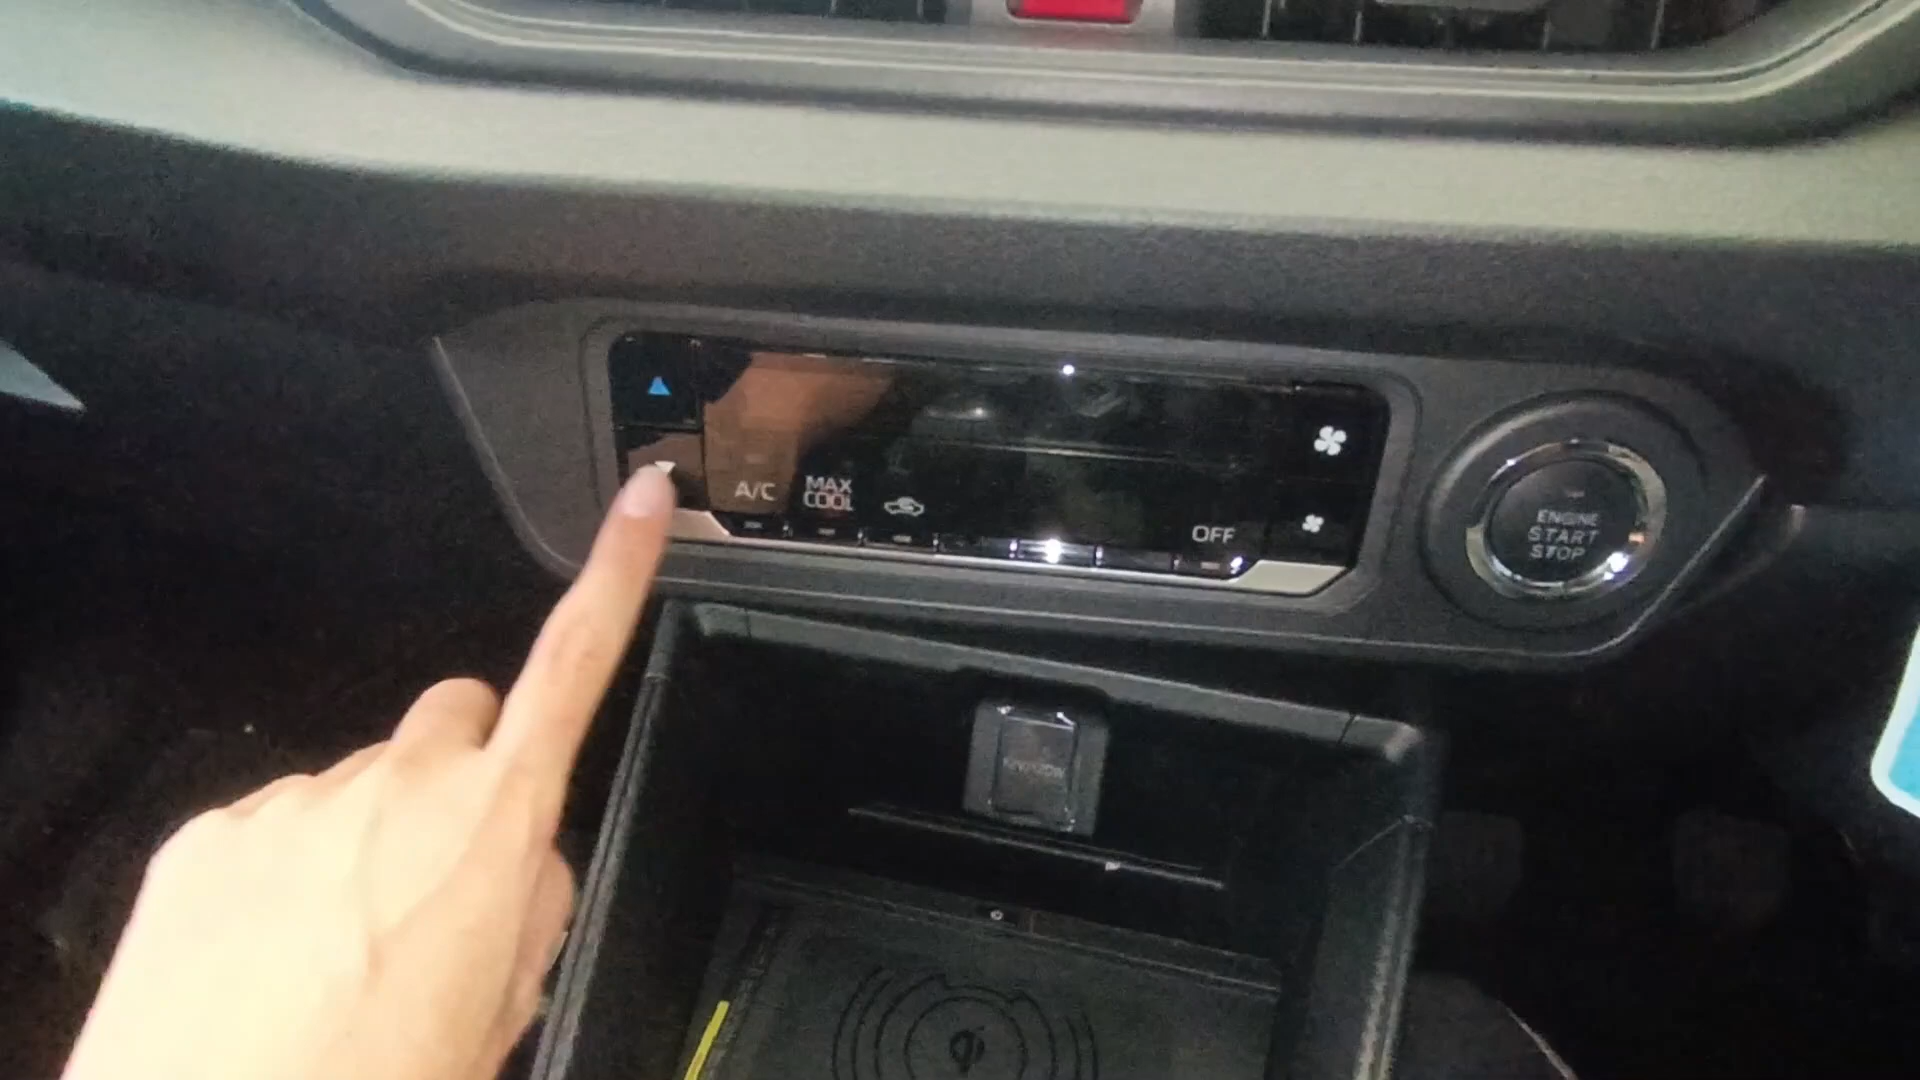 A/C
MAX
COOL
OFF
ENGINE
START
STOP